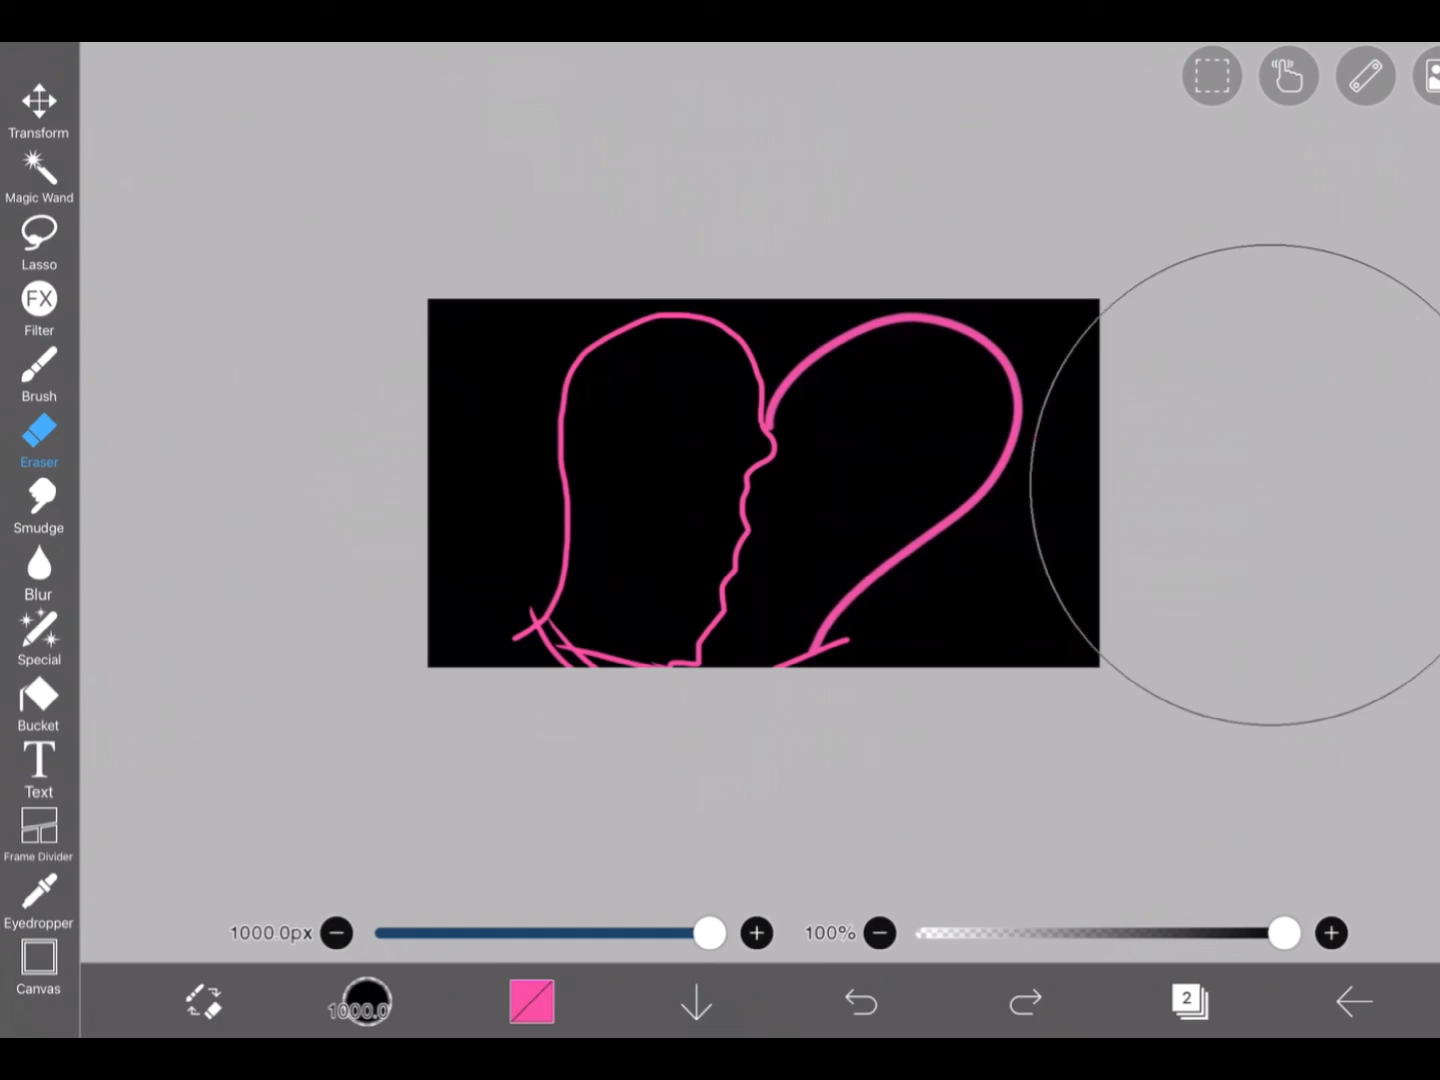 Transform
Magic Wand
Lasso
FX
Filter
Brush
Eraser
Smudge
Blur
Special
Bucket
T
Text
Frame Divider
Eyedropper
Canvas
1000.0px
100%
1000.0
2